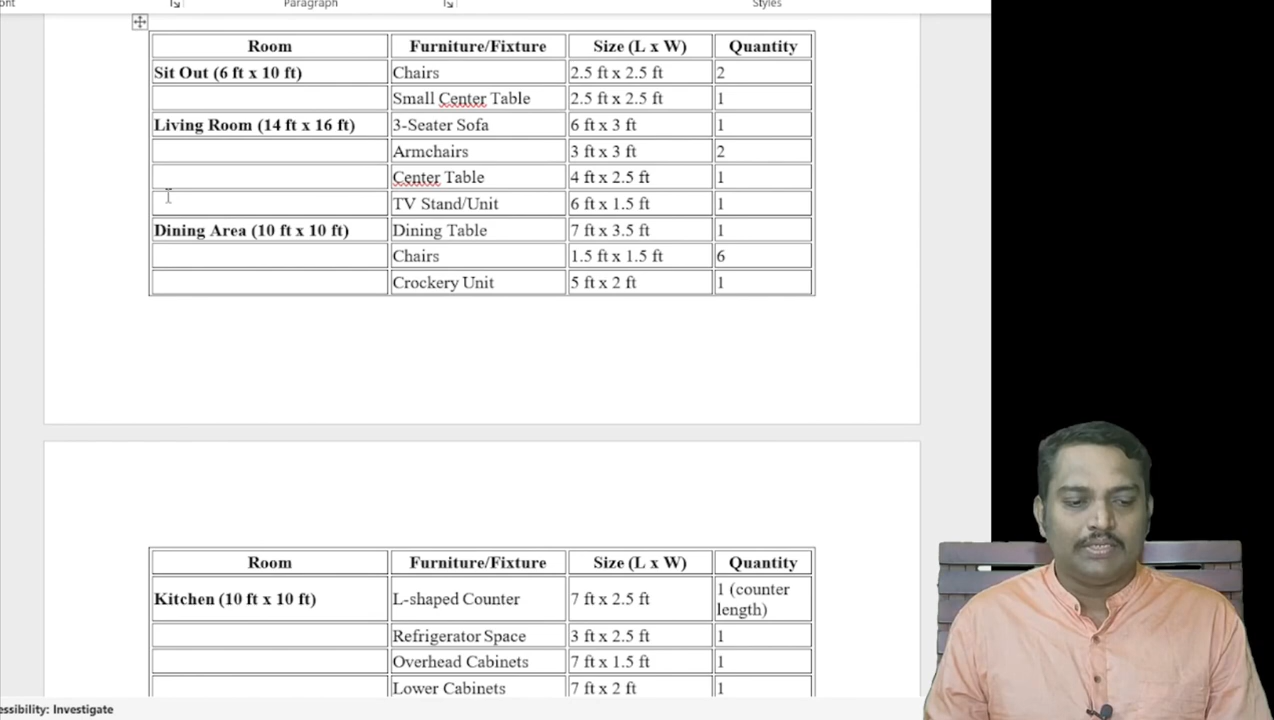 Paragraph
Styles
Room Furniture/Fixture Size (L x W) Quantity
Sit Out (6 ft x 10 ft) Chairs 2.5 ft x 2.5 ft 2
Small Center Table 2.5 ft x 2.5 ft 1
Living Room (14 ft x 16 ft) 3-Seater Sofa 6 ft x 3 ft 1
Armchairs 3 ft x 3 ft 2
Center Table 4 ft x 2.5 ft 1
TV Stand/Unit 6 ft x 1.5 ft 1
Dining Area (10 ft x 10 ft) Dining Table 7 ft x 3.5 ft 1
Chairs 1.5 ft x 1.5 ft 6
Crockery Unit 5 ft x 2 ft 1
Room Furniture/Fixture Size (L x W) Quantity
Kitchen (10 ft x 10 ft) L-shaped Counter 7 ft x 2.5 ft 1 (counter
length)
Refrigerator Space 3 ft x 2.5 ft 1
Overhead Cabinets 7 ft x 1.5 ft 1
Lower Cabinets 7 ft x 2 ft 1
essibility: Investigate